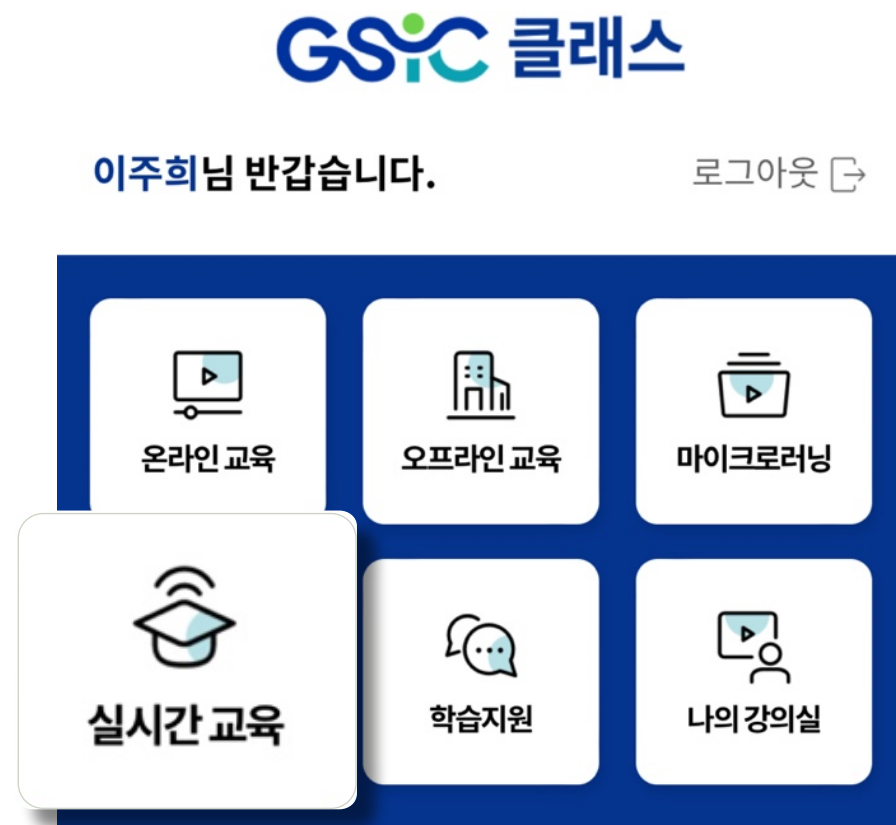 GSiC 클래스
이주희님 반갑습니다.
로그아웃
온라인 교육
오프라인 교육
마이크로러닝
실시간 교육
학습지원
나의 강의실